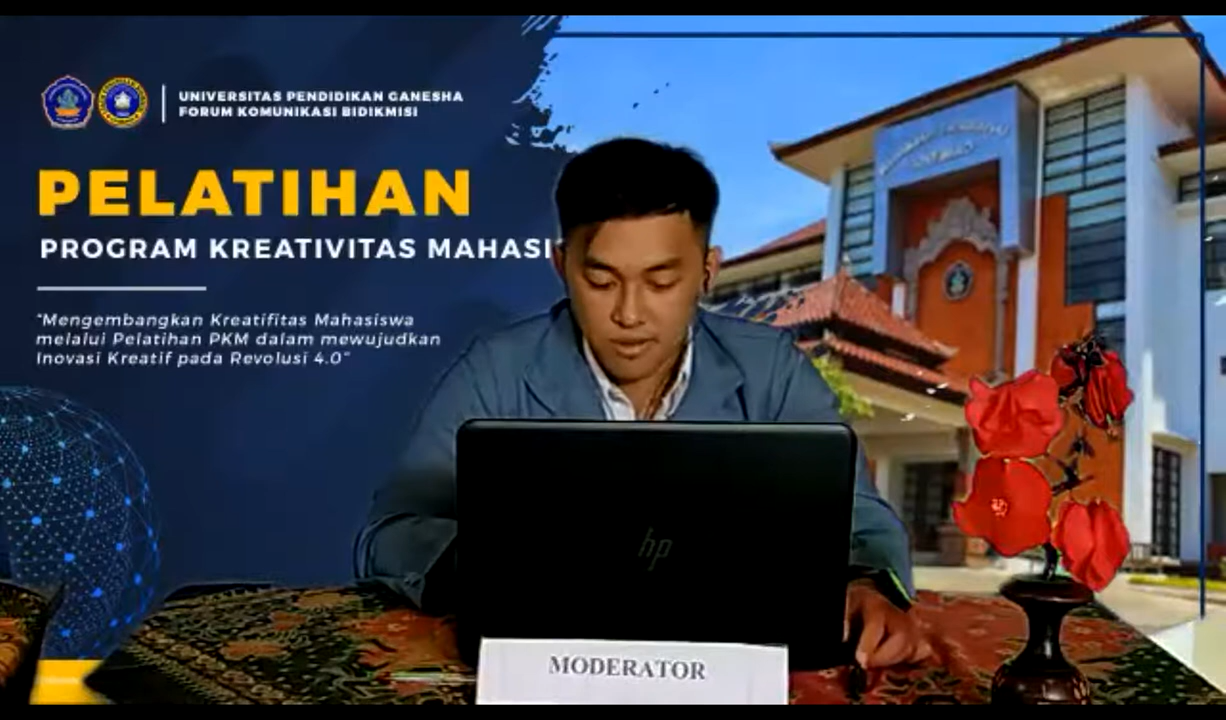 UNIVERSITAS PENDIDIKAN GANESHA
FORUM KOMUNIKASI BIDIKMISI
PELATIHAN
PROGRAM KREATIVITAS MAHASI
"Mengembangkan Kreatifitas Mahasiswa
melalui Pelatihan PKM dalam mewujudkan
Inovasi Kreatif pada Revolusi 4.0"
hp
MODERATOR